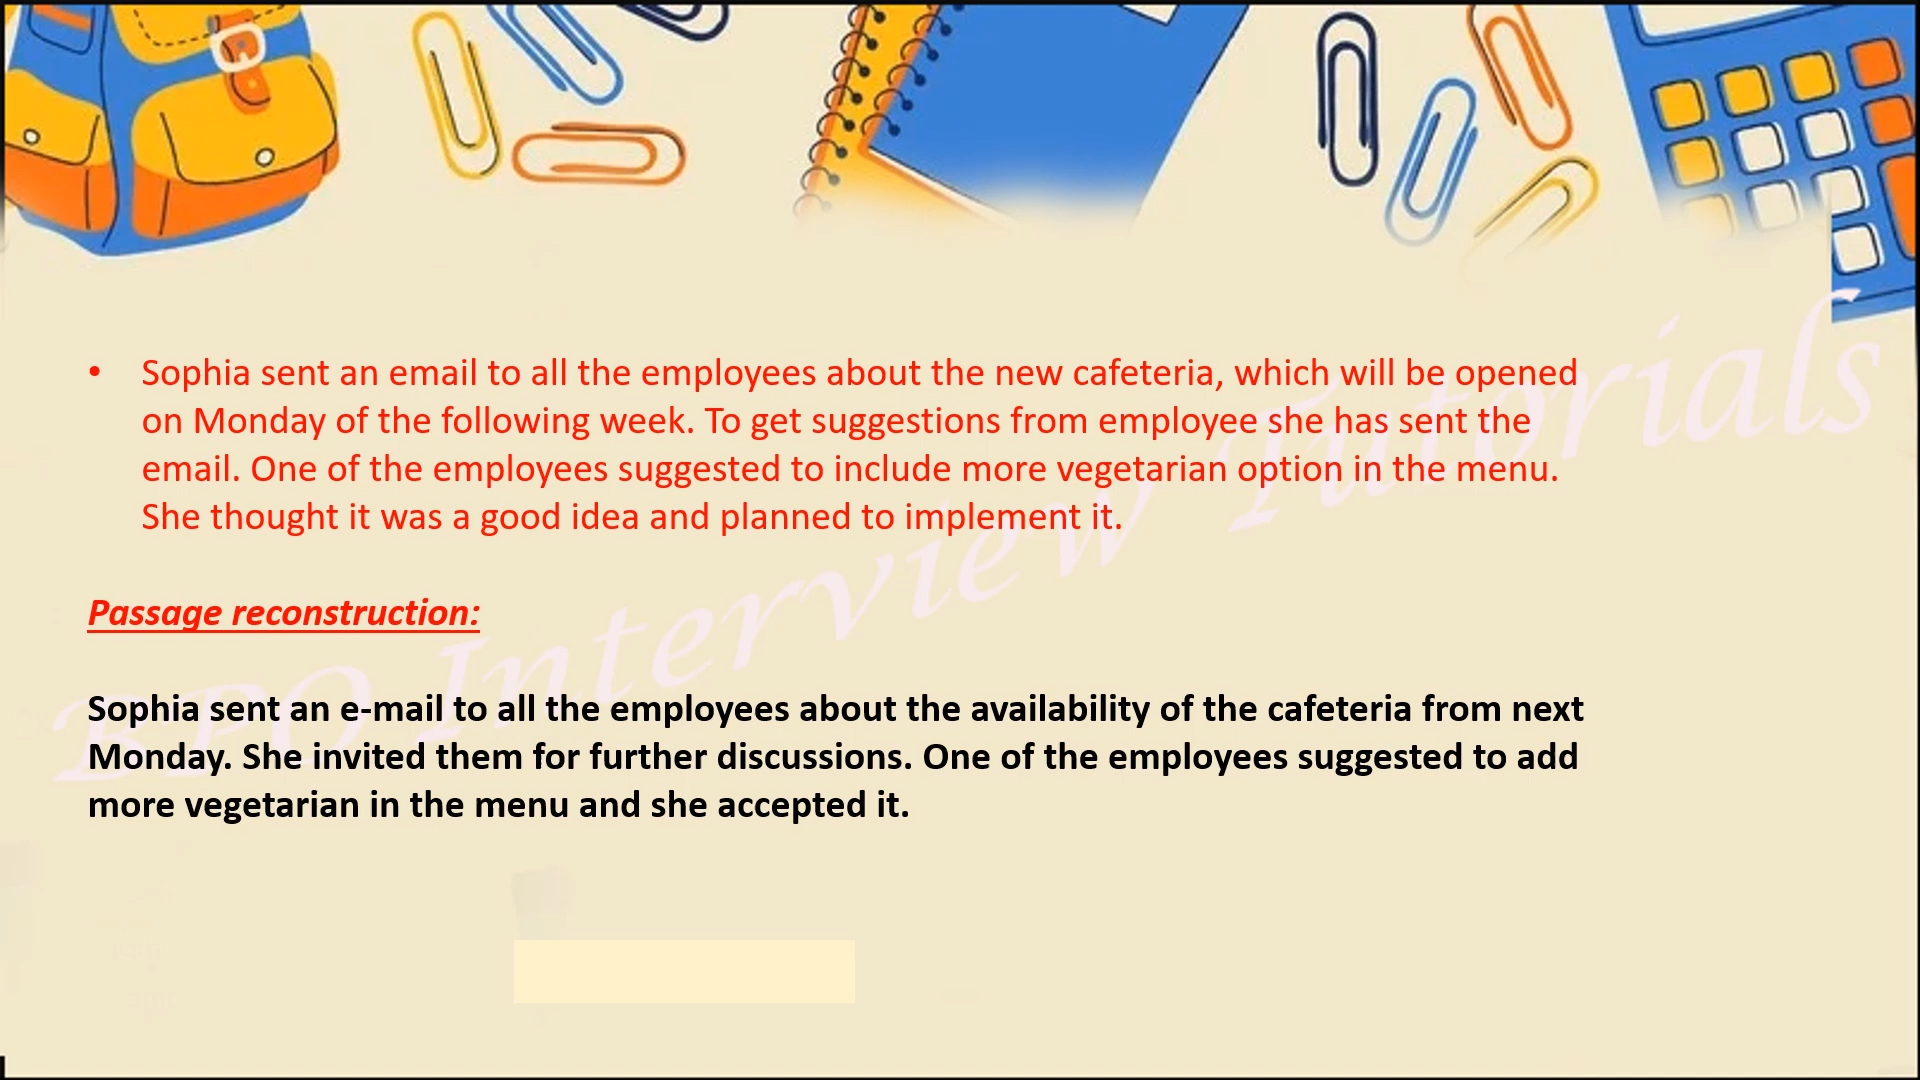 • Sophia sent an email to all the employees about the new cafeteria, which will be opened
on Monday of the following week. To get suggestions from employee she has sent the
email. One of the employees suggested to include more vegetarian option in the menu.
She thought it was a good idea and planned to implement it.
Passage reconstruction:
Sophia sent an e-mail to all the employees about the availability of the cafeteria from next
Monday. She invited them for further discussions. One of the employees suggested to add
more vegetarian in the menu and she accepted it.
BPO Interview Tutorials